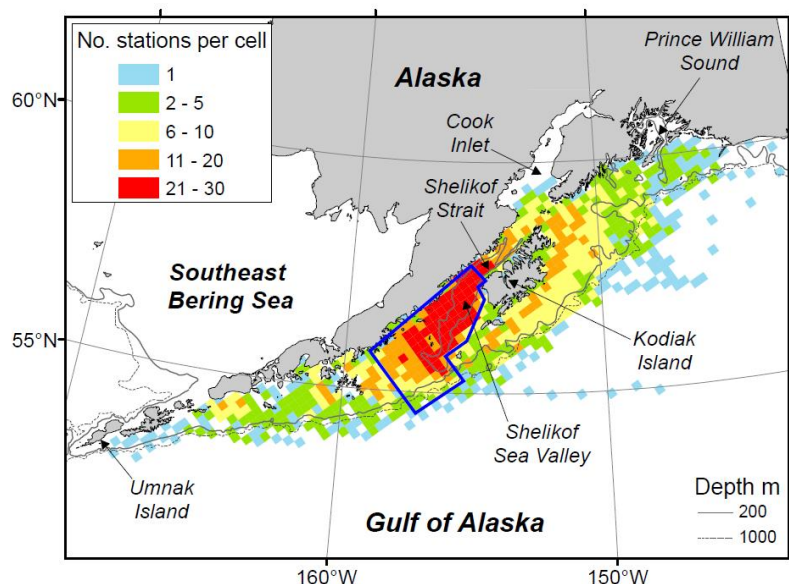 No. stations per cell
1
2 - 5
6 - 10
11 - 20
21 - 30
Alaska
Prince William
Sound
Cook
Inlet
Shelikof
Strait
Southeast
Bering Sea
Kodiak
Island
Shelikof
Sea Valley
Umnak
Island
Gulf of Alaska
Depth m
200
1000
60°N
55°N
160°W
150°W